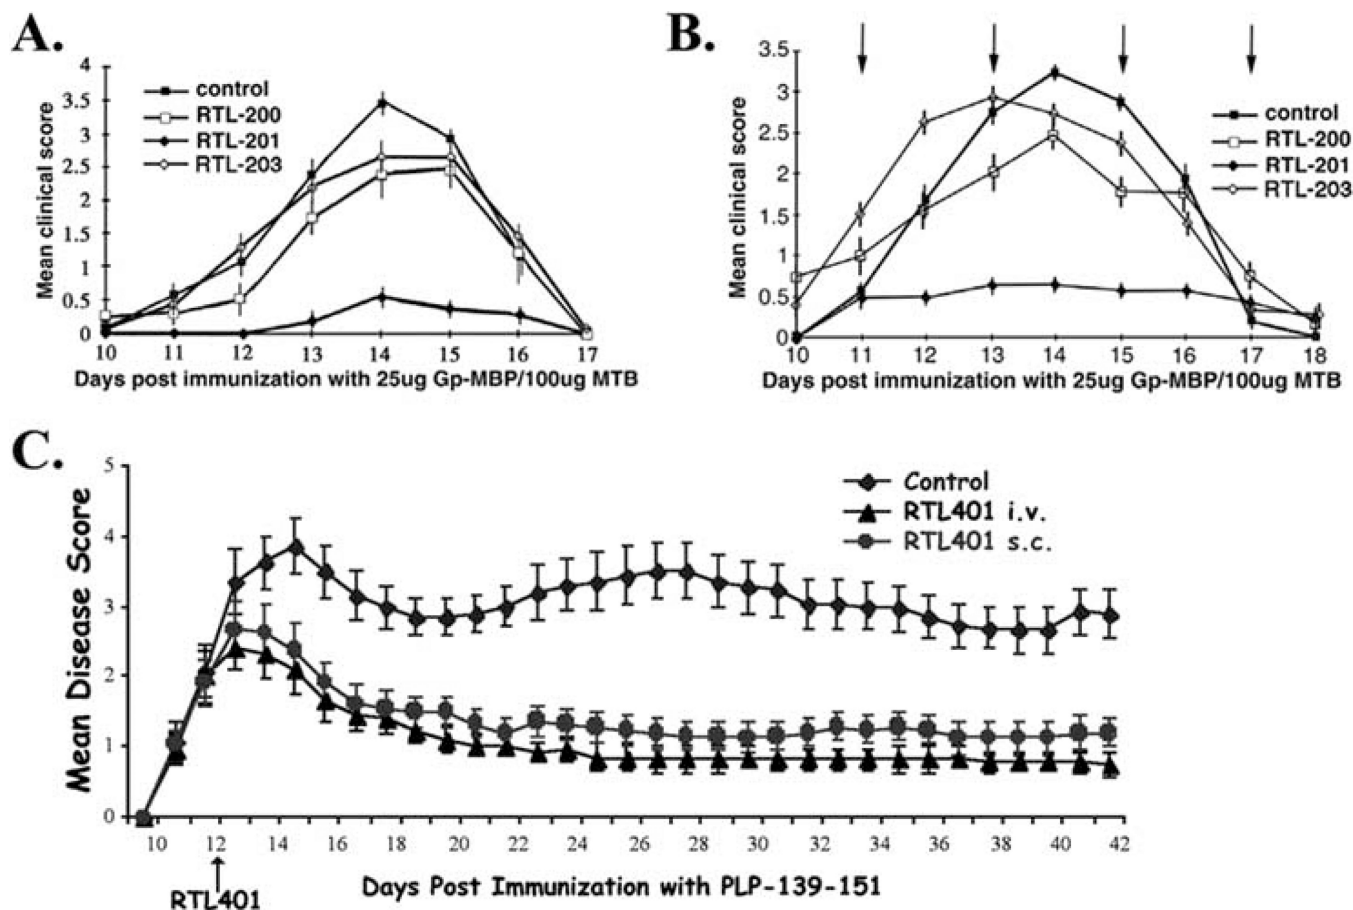 A.
4
3.5
3
2.5
2
1.5
1
0.5
0
Mean clinical score
control
RTL-200
RTL-201
RTL-203
10 11 12 13 14 15 16 17
Days post immunization with 25ug Gp-MBP/100ug MTB
B.
3.5
3
2.5
2
1.5
1
0.5
0
Mean clinical score
control
RTL-200
RTL-201
RTL-203
10 11 12 13 14 15 16 17 18
Days post immunization with 25ug Gp-MBP/100ug MTB
C.
5
4
3
2
1
0
Mean Disease Score
Control
RTL401 i.v.
RTL401 s.c.
10 12 14 16 18 20 22 24 26 28 30 32 34 36 38 40 42
RTL401
Days Post Immunization with PLP-139-151